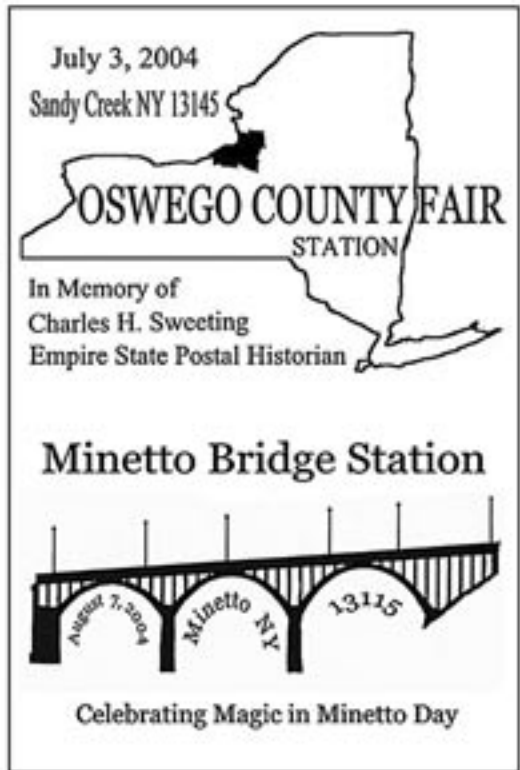 July 3, 2004
Sandy Creek NY 13145
OSWEGO COUNTY FAIR
STATION
In Memory of
Charles H. Sweeting
Empire State Postal Historian
Minetto Bridge Station
August 7, 2004
Minetto NY
13115
Celebrating Magic in Minetto Day